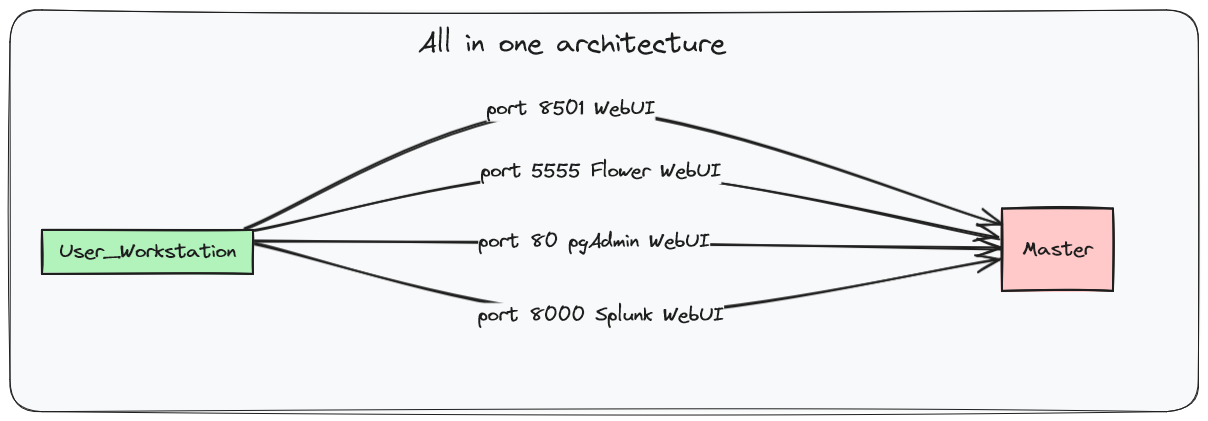 All in one architecture
port 8501 WebUI
port 5555 Flower WebUI
User_Workstation
port 80 pgAdmin WebUI
Master
port 8000 Splunk WebUI